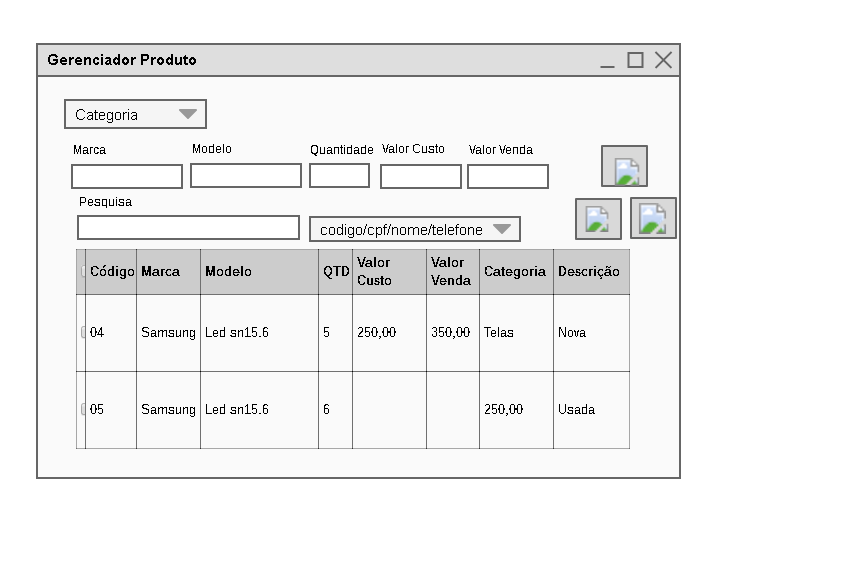 Gerenciador Produto
Categoria
Marca Modelo Quantidade Valor Custo Valor Venda
Pesquisa
codigo/cpf/nome/telefone
Código Marca Modelo QTD Valor Custo Valor Venda Categoria Descrição
04 Samsung Led sn15.6 5 250,00 350,00 Telas Nova
05 Samsung Led sn15.6 6 250,00 Usada